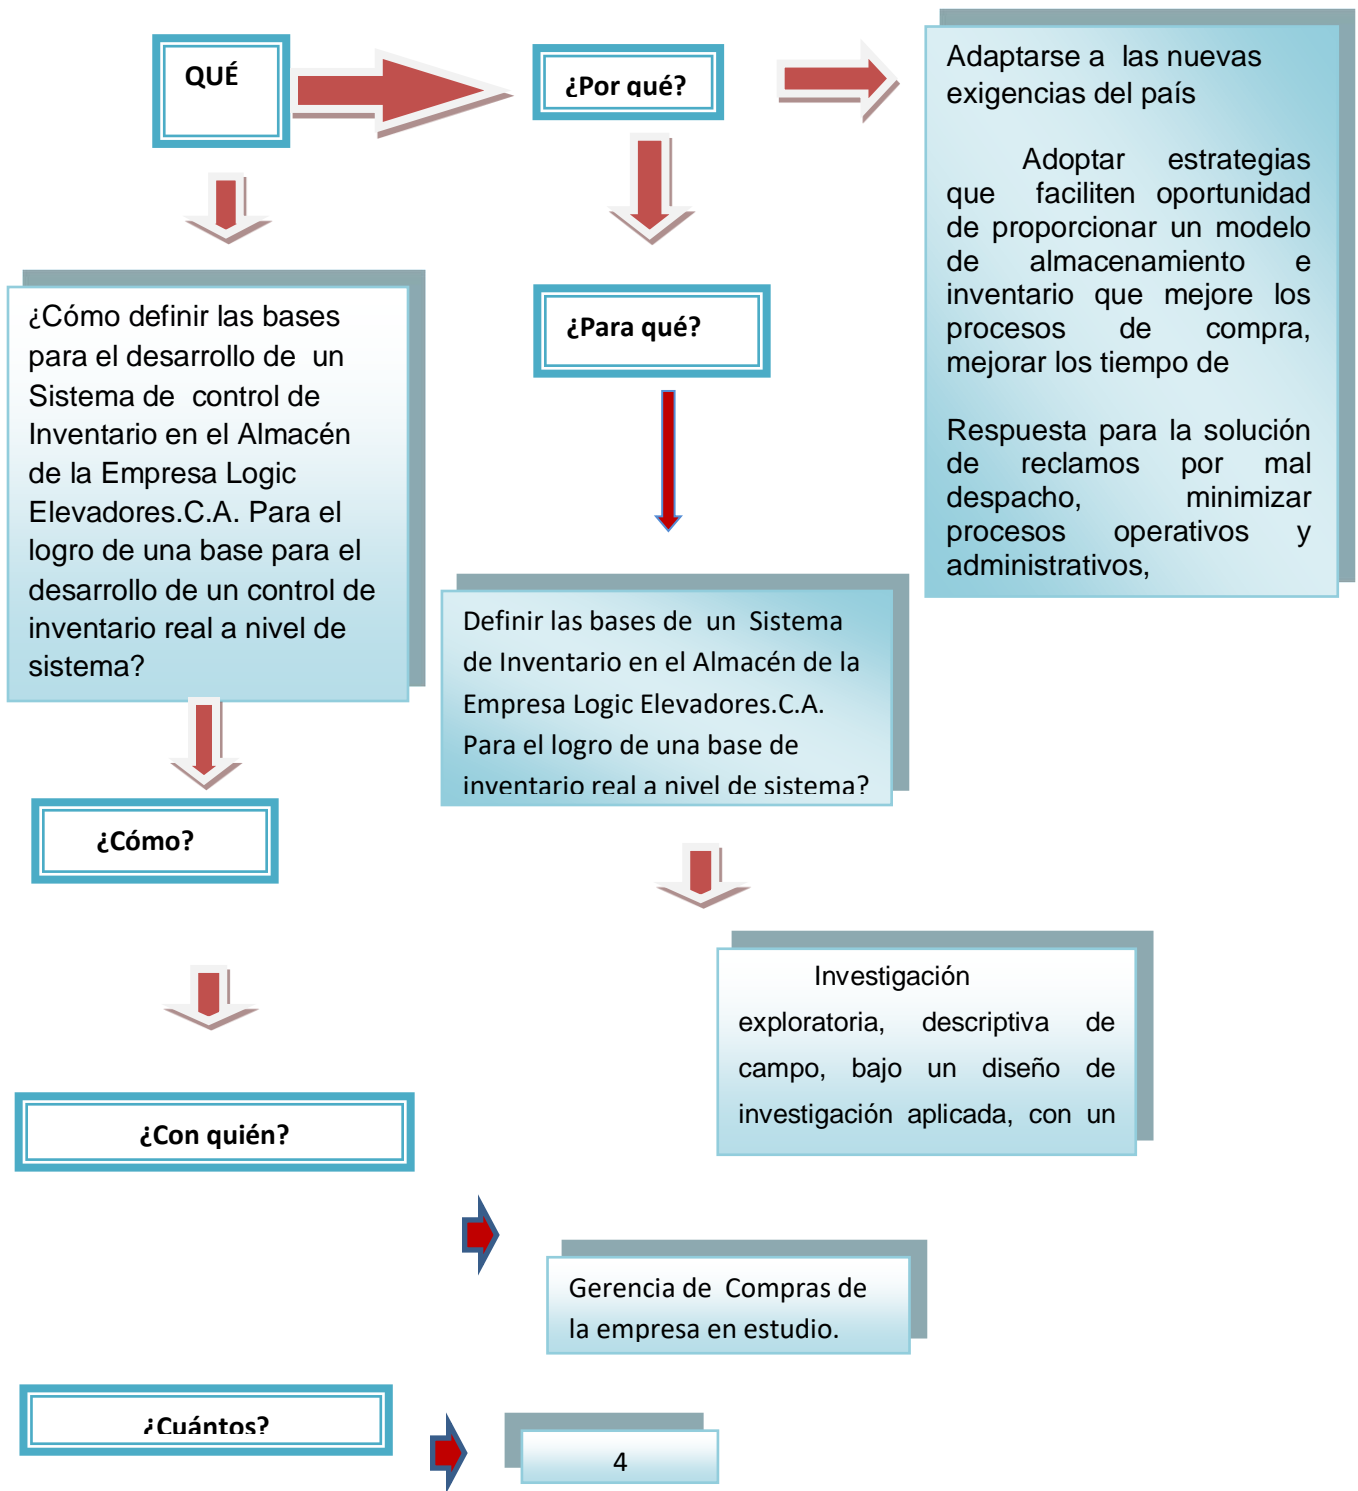 QUÉ
¿Por qué?
Adaptarse a las nuevas
exigencias del país
Adoptar estrategias
que faciliten oportunidad
de proporcionar un modelo
de almacenamiento e
inventario que mejore los
procesos de compra,
mejorar los tiempo de
Respuesta para la solución
de reclamos por mal
despacho, minimizar
procesos operativos y
administrativos,
¿Cómo definir las bases
para el desarrollo de un
Sistema de control de
Inventario en el Almacén
de la Empresa Logic
Elevadores.C.A. Para el
logro de una base para el
desarrollo de un control de
inventario real a nivel de
sistema?
¿Para qué?
Definir las bases de un Sistema
de Inventario en el Almacén de la
Empresa Logic Elevadores.C.A.
Para el logro de una base de
inventario real a nivel de sistema?
¿Cómo?
Investigación
exploratoria, descriptiva de
campo, bajo un diseño de
investigación aplicada, con un
¿Con quién?
Gerencia de Compras de
la empresa en estudio.
¿Cuántos?
4